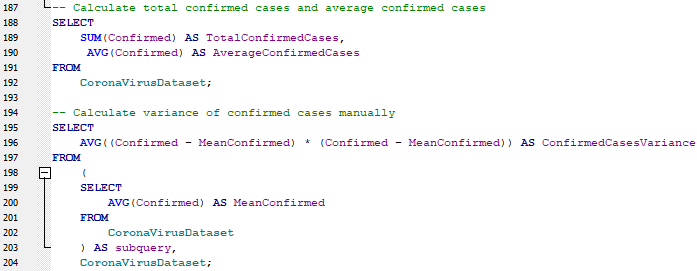 187 -- Calculate total confirmed cases and average confirmed cases
188 SELECT
189 SUM(Confirmed) AS TotalConfirmedCases,
190 AVG(Confirmed) AS AverageConfirmedCases
191 FROM
192 CoronaVirusDataset;
193
194 -- Calculate variance of confirmed cases manually
195 SELECT
196 AVG((Confirmed - MeanConfirmed) * (Confirmed - MeanConfirmed)) AS ConfirmedCasesVariance
197 FROM
198 (
199 SELECT
200 AVG(Confirmed) AS MeanConfirmed
201 FROM
202 CoronaVirusDataset
203 ) AS subquery,
204 CoronaVirusDataset;